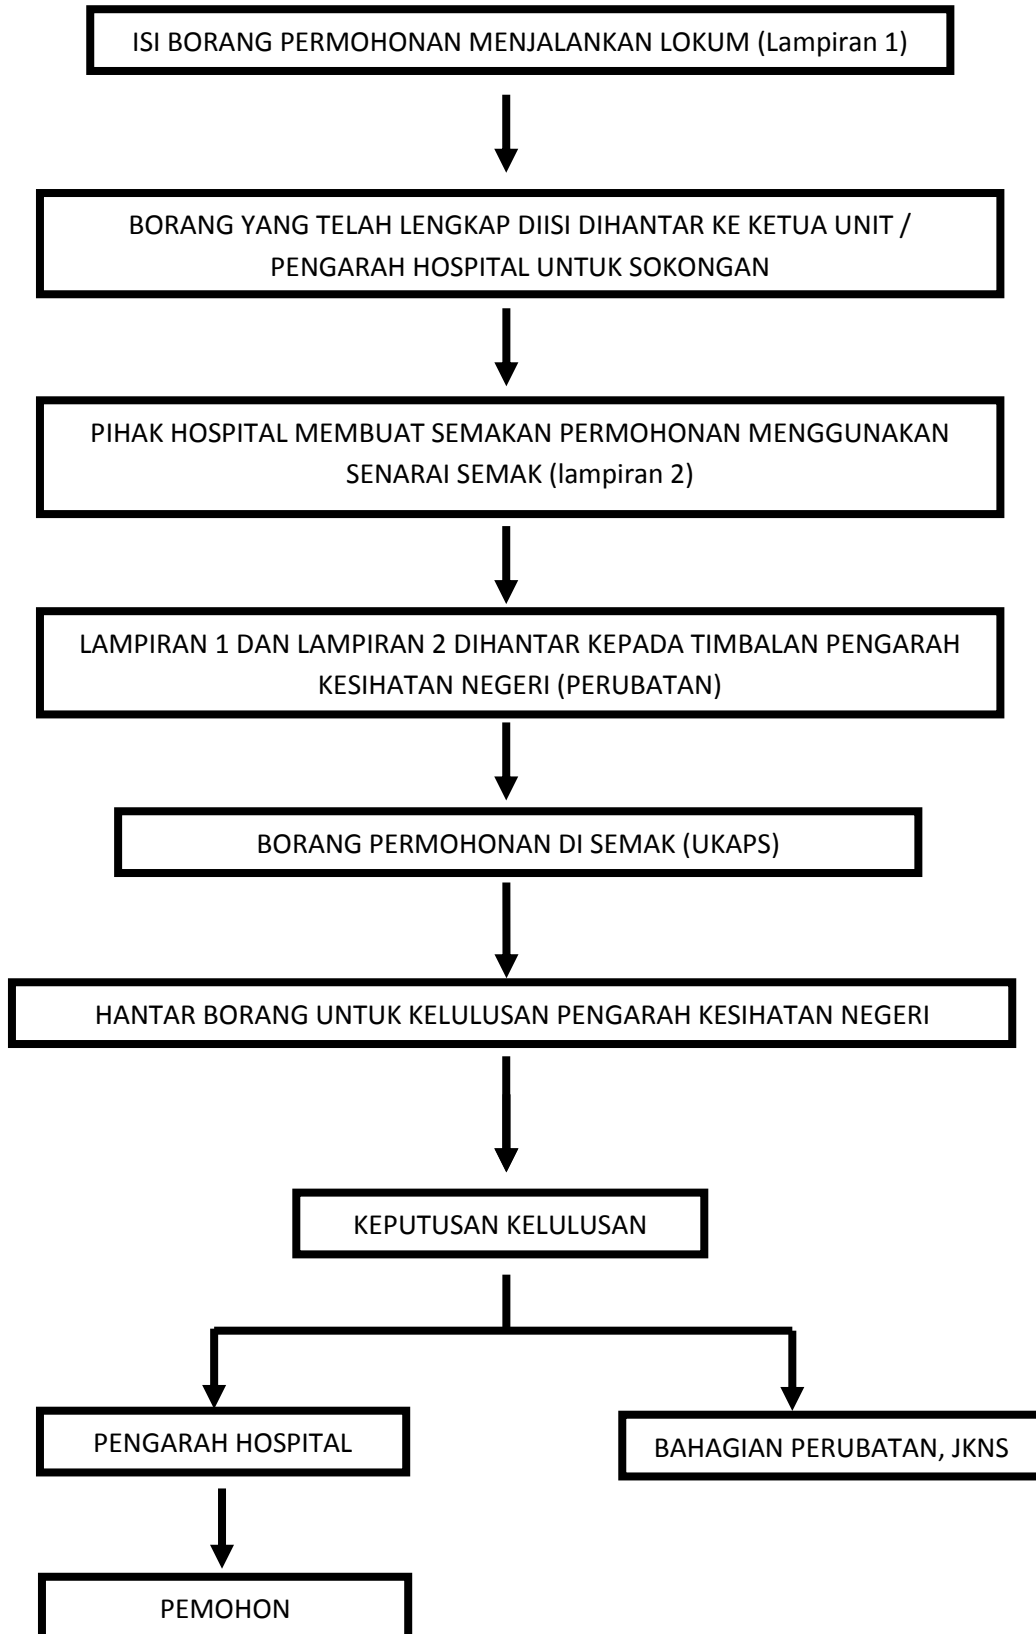 ISI BORANG PERMOHONAN MENJALANKAN LOKUM (Lampiran 1)
BORANG YANG TELAH LENGKAP DIISI DIHANTAR KE KETUA UNIT /
PENGARAH HOSPITAL UNTUK SOKONGAN
PIHAK HOSPITAL MEMBUAT SEMAKAN PERMOHONAN MENGGUNAKAN
SENARAI SEMAK (lampiran 2)
LAMPIRAN 1 DAN LAMPIRAN 2 DIHANTAR KEPADA TIMBALAN PENGARAH
KESIHATAN NEGERI (PERUBATAN)
BORANG PERMOHONAN DI SEMAK (UKAPS)
HANTAR BORANG UNTUK KELULUSAN PENGARAH KESIHATAN NEGERI
KEPUTUSAN KELULUSAN
PENGARAH HOSPITAL
BAHAGIAN PERUBATAN, JKNS
PEMOHON